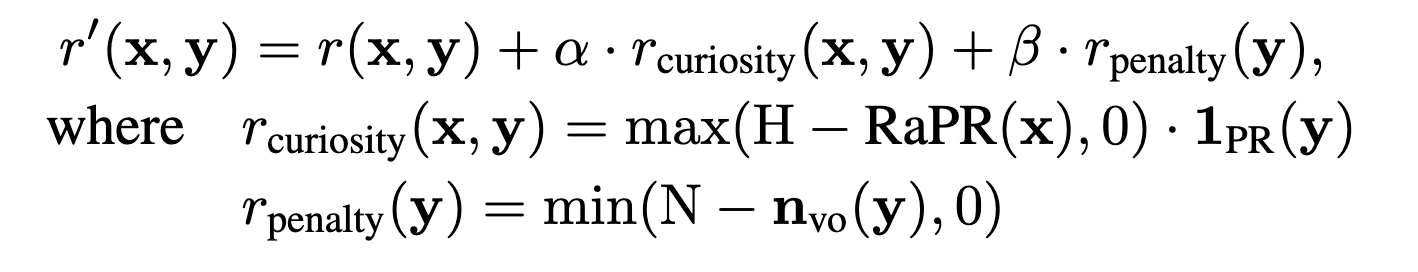 r′(x, y) = r(x, y) + α · r_curiosity(x, y) + β · r_penalty(y),
where r_curiosity(x, y) = max(H − RaPR(x), 0) · 1_PR(y)
r_penalty(y) = min(N − n_vo(y), 0)